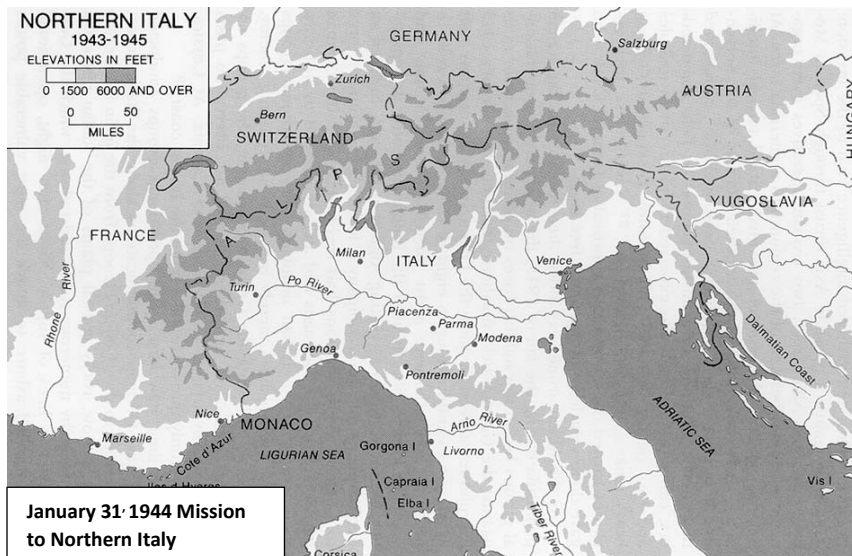 NORTHERN ITALY
1943-1945
ELEVATIONS IN FEET
0 1500 6000 AND OVER
0 50
MILES
GERMANY
Salzburg
Zurich
AUSTRIA
HUNGARY
Bern
SWITZERLAND
A L P S
YUGOSLAVIA
FRANCE
Rhone River
Milan
ITALY
Venice
Turin
Po River
Piacenza
Parma
Modena
Genoa
Pontremoli
Dalmatian Coast
Nice
MONACO
Marseille
Cote d'Azur
LIGURIAN SEA
Gorgona I
Arno River
Livorno
ADRIATIC SEA
Capraia I
Elba I
Vis I
Iles d'Hyeres
Tiber River
Corsica
January 31, 1944 Mission
to Northern Italy